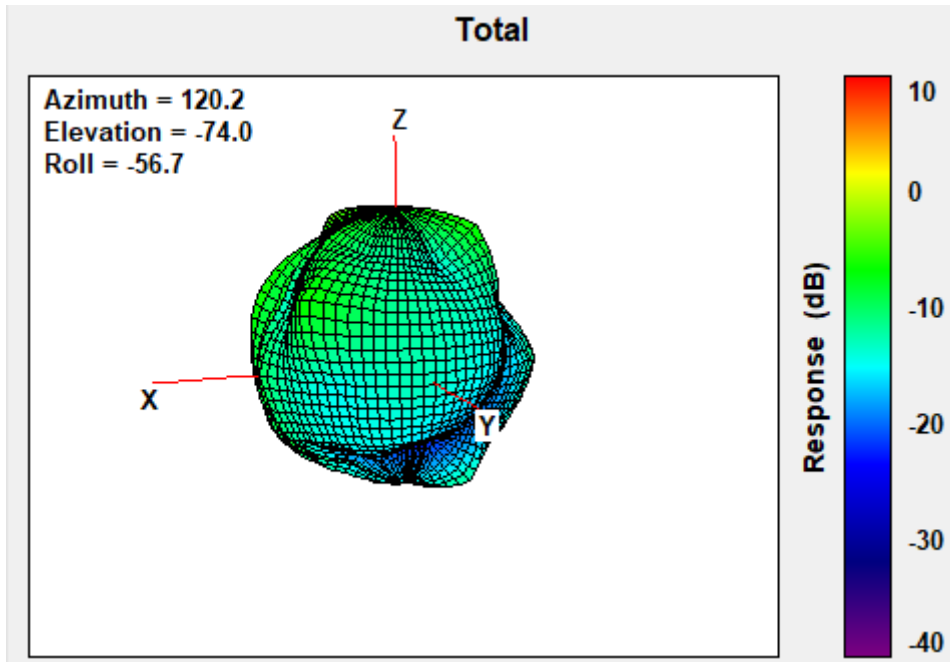 Total
Azimuth = 120.2
Elevation = -74.0
Roll = -56.7
Z
X
Y
10
0
-10
-20
-30
-40
Response (dB)